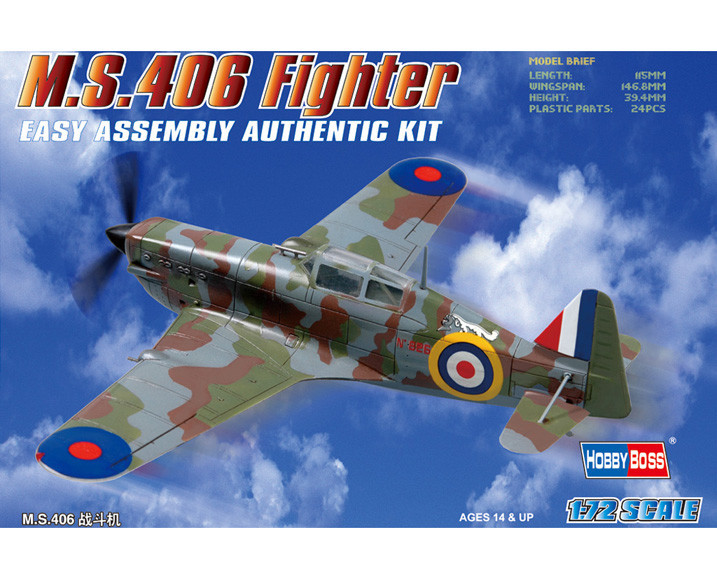 M.S.406 Fighter
EASY ASSEMBLY AUTHENTIC KIT
MODEL BRIEF
LENGTH: 115MM
WINGSPAN: 146.8MM
HEIGHT: 39.4MM
PLASTIC PARTS: 24PCS
HOBBY BOSS®
M.S.406 战斗机
AGES 14 & UP
1:72 SCALE